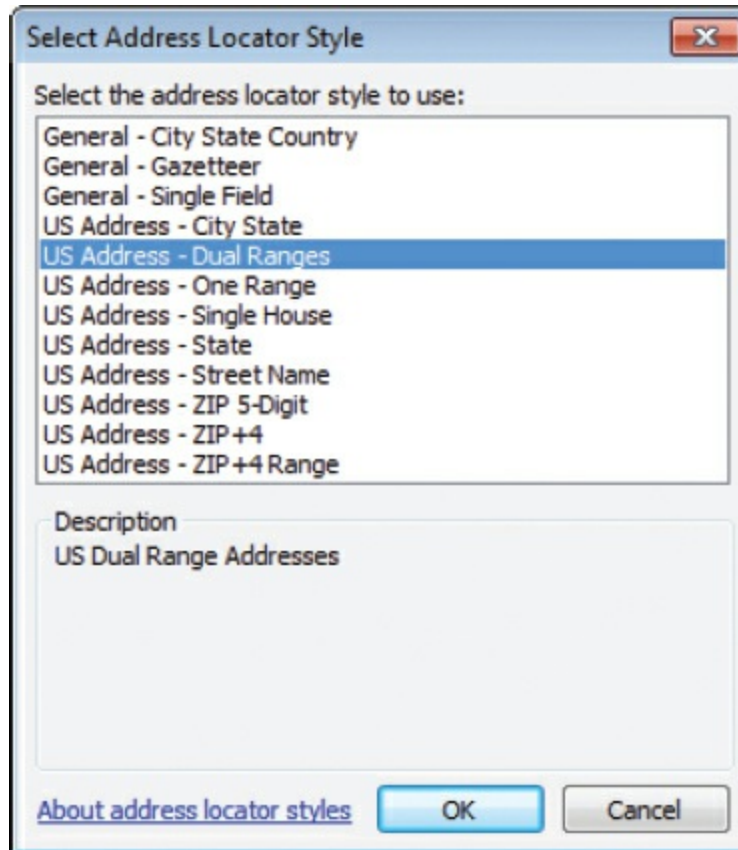 Select Address Locator Style
Select the address locator style to use:
General - City State Country
General - Gazetteer
General - Single Field
US Address - City State
US Address - Dual Ranges
US Address - One Range
US Address - Single House
US Address - State
US Address - Street Name
US Address - ZIP 5-Digit
US Address - ZIP+4
US Address - ZIP+4 Range
Description
US Dual Range Addresses
About address locator styles OK Cancel